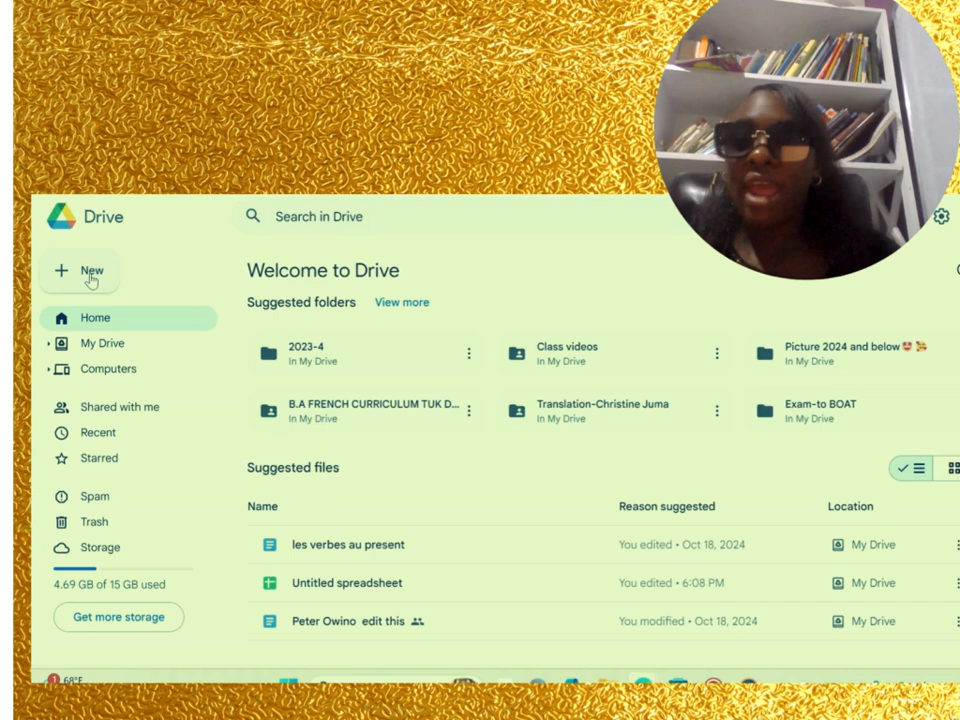 Drive
Search in Drive
New
Welcome to Drive
Suggested folders View more
Home
My Drive
Computers
Shared with me
Recent
Starred
Spam
Trash
Storage
4.69 GB of 15 GB used
Get more storage
2023-4
In My Drive
Class videos
In My Drive
Picture 2024 and below😍🥰
In My Drive
B.A FRENCH CURRICULUM TUK D...
In My Drive
Translation-Christine Juma
In My Drive
Exam-to BOAT
In My Drive
Suggested files
Name Reason suggested Location
les verbes au present You edited • Oct 18, 2024 My Drive
Untitled spreadsheet You edited • 6:08 PM My Drive
Peter Owino edit this You modified • Oct 18, 2024 My Drive
1 68°F